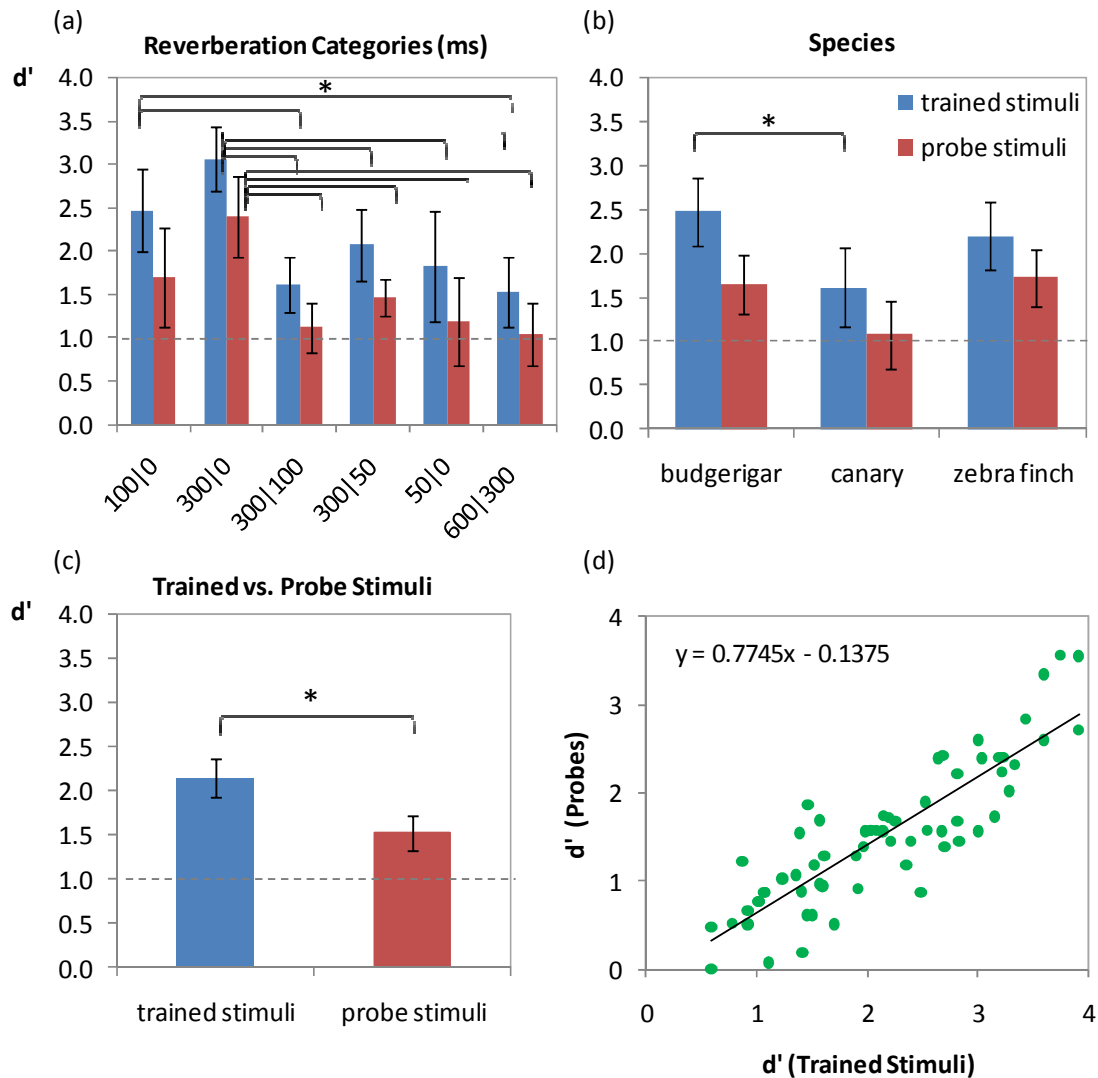 (a)
Reverberation Categories (ms)
d'
4.0
3.5
3.0
2.5
2.0
1.5
1.0
0.5
0.0
*
100|0
300|0
300|100
300|50
50|0
600|300
(b)
Species
4.0
3.5
3.0
2.5
2.0
1.5
1.0
0.5
0.0
*
trained stimuli
probe stimuli
budgerigar
canary
zebra finch
(c)
Trained vs. Probe Stimuli
d'
4.0
3.5
3.0
2.5
2.0
1.5
1.0
0.5
0.0
*
trained stimuli
probe stimuli
(d)
y = 0.7745x - 0.1375
d' (Probes)
4
3
2
1
0
0
1
2
3
4
d' (Trained Stimuli)